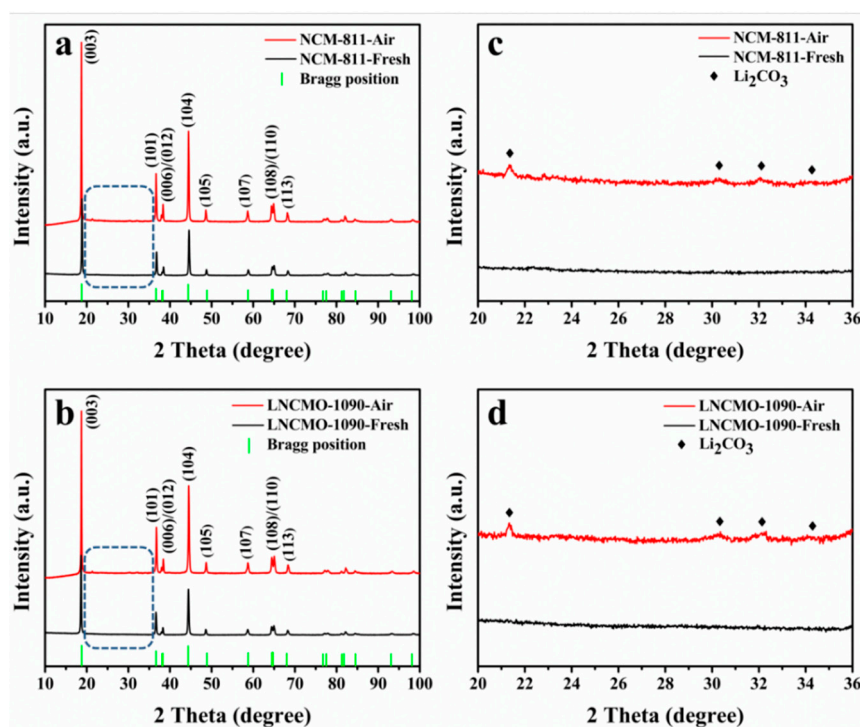 a
NCM-811-Air
NCM-811-Fresh
Bragg position
(003)
(101)
(006)/(012)
(104)
(105)
(107)
(108)/(110)
(113)
Intensity (a.u.)
10 20 30 40 50 60 70 80 90 100
2 Theta (degree)
c
NCM-811-Air
NCM-811-Fresh
Li₂CO₃
Intensity (a.u.)
20 22 24 26 28 30 32 34 36
2 Theta (degree)
b
LNCMO-1090-Air
LNCMO-1090-Fresh
Bragg position
(003)
(101)
(006)/(012)
(104)
(105)
(107)
(108)/(110)
(113)
Intensity (a.u.)
10 20 30 40 50 60 70 80 90 100
2 Theta (degree)
d
LNCMO-1090-Air
LNCMO-1090-Fresh
Li₂CO₃
Intensity (a.u.)
20 22 24 26 28 30 32 34 36
2 Theta (degree)